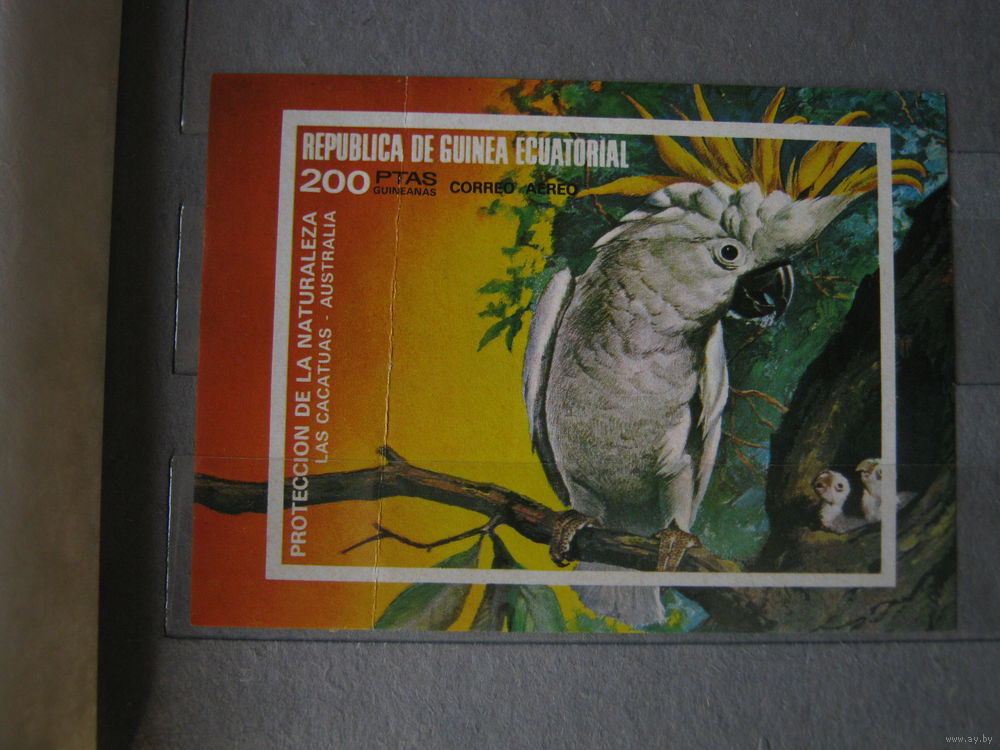 REPUBLICA DE GUINEA ECUATORIAL
200 PTAS GUINEANAS CORREO AEREO
PROTECCION DE LA NATURALEZA
LAS CACATUAS - AUSTRALIA
www.ay.by